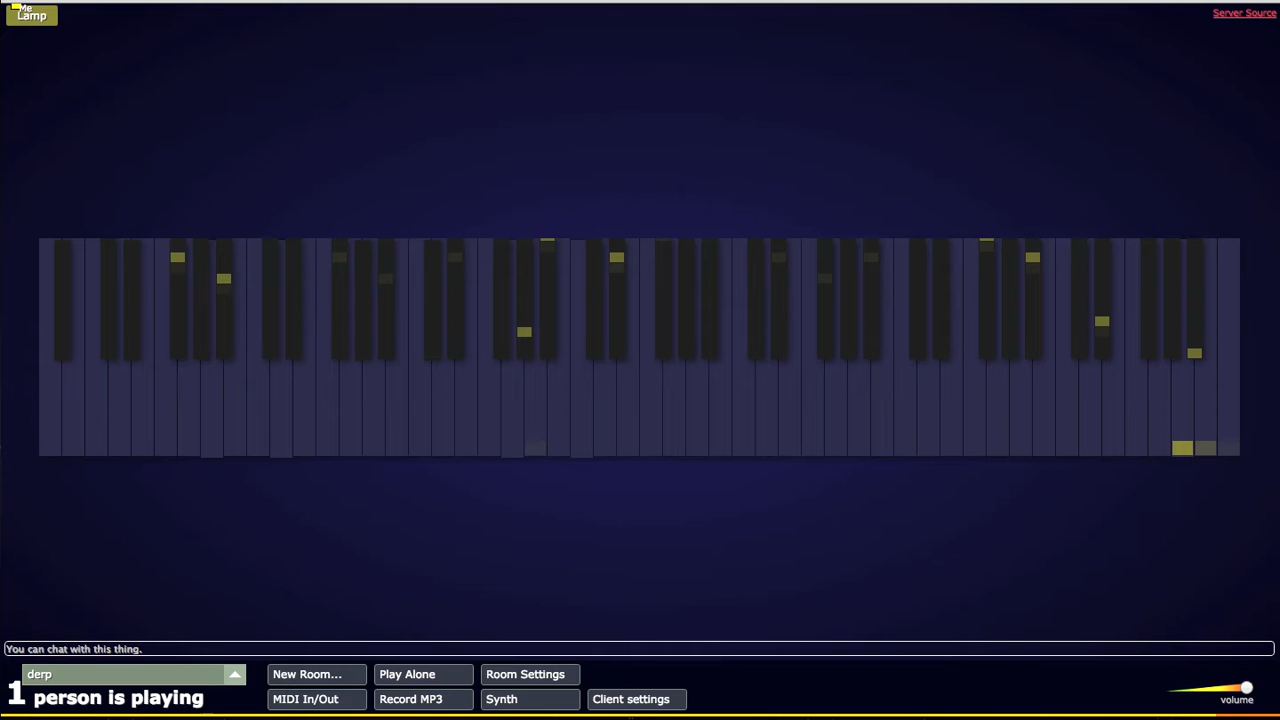 Me
Lamp
Server Source
You can chat with this thing.
derp
New Room...
Play Alone
Room Settings
1 person is playing
MIDI In/Out
Record MP3
Synth
Client settings
volume